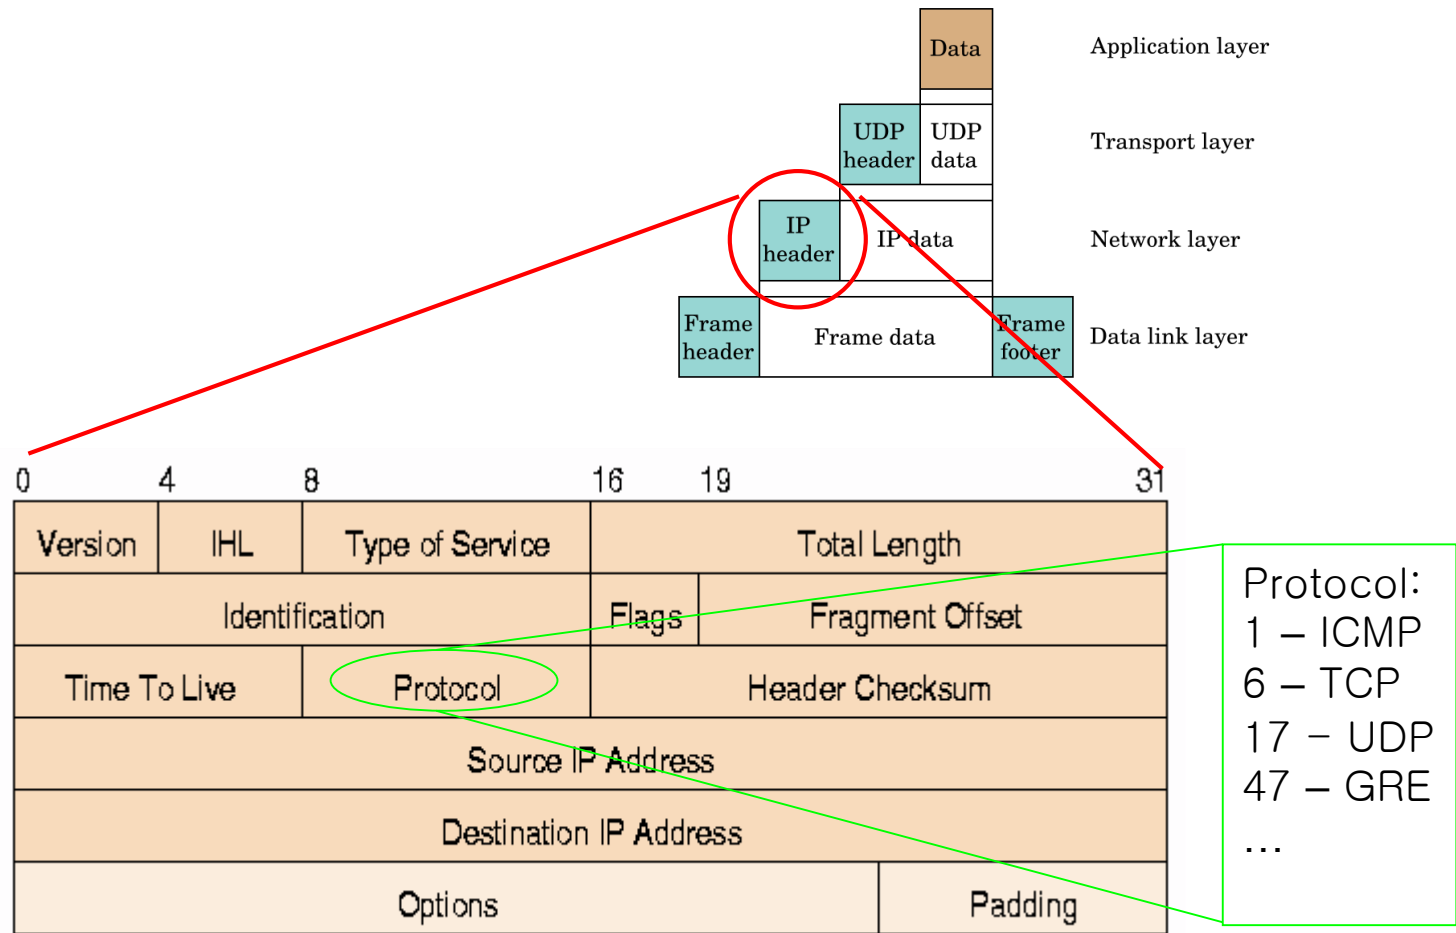 Data
Application layer
UDP header
UDP data
Transport layer
IP header
IP data
Network layer
Frame header
Frame data
Frame footer
Data link layer
0 4 8 16 19 31
Version IHL Type of Service Total Length
Identification Flags Fragment Offset
Time To Live Protocol Header Checksum
Source IP Address
Destination IP Address
Options Padding
Protocol:
1 – ICMP
6 – TCP
17 – UDP
47 – GRE
...